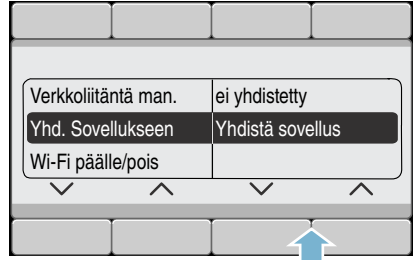 Verkkoliitäntä man. ei yhdistetty
Yhd. Sovellukseen Yhdistä sovellus
Wi-Fi päälle/pois